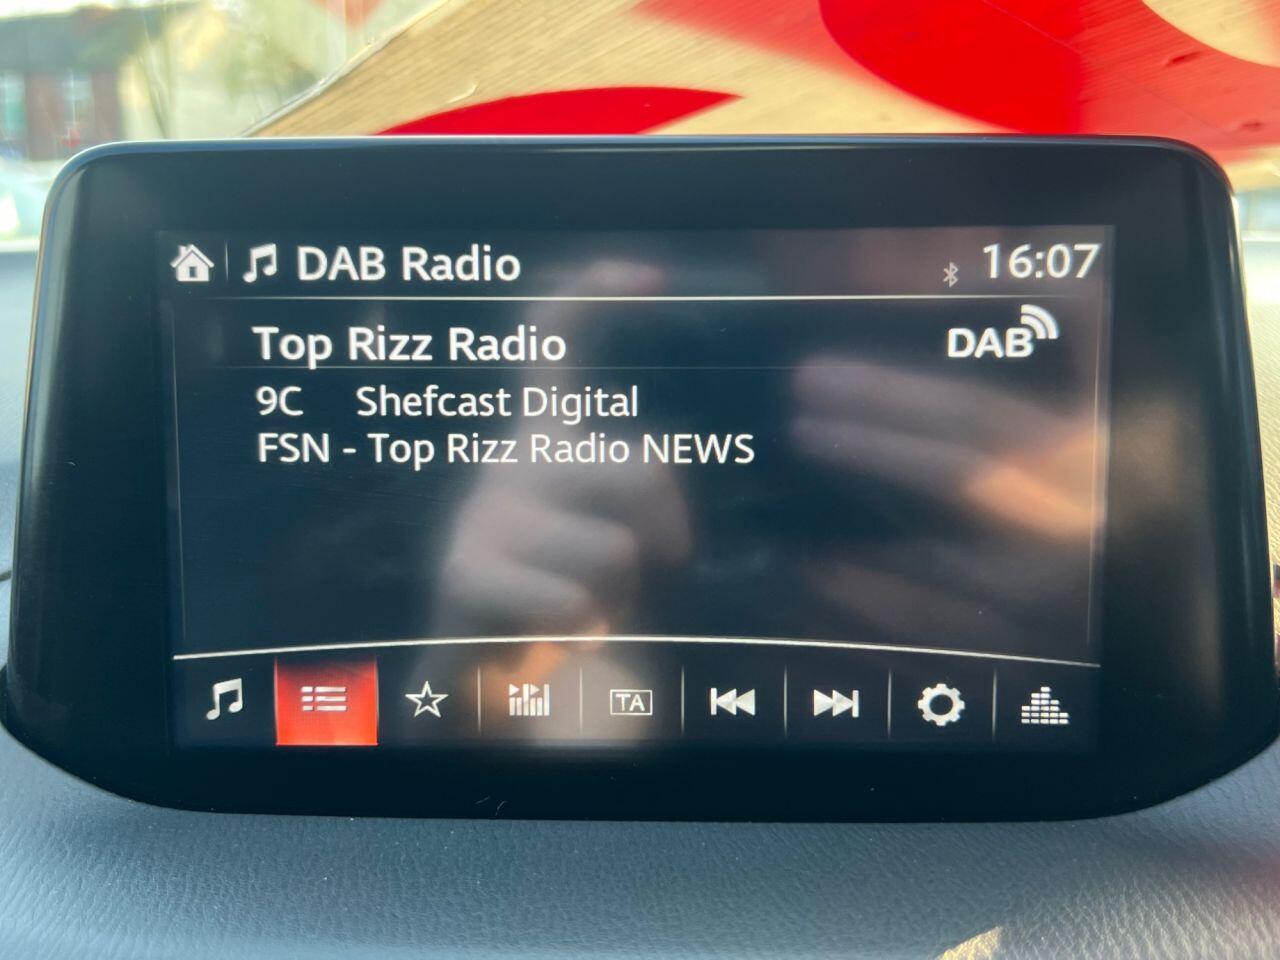 DAB Radio
16:07
Top Rizz Radio
DAB
9C Shefcast Digital
FSN - Top Rizz Radio NEWS
TA